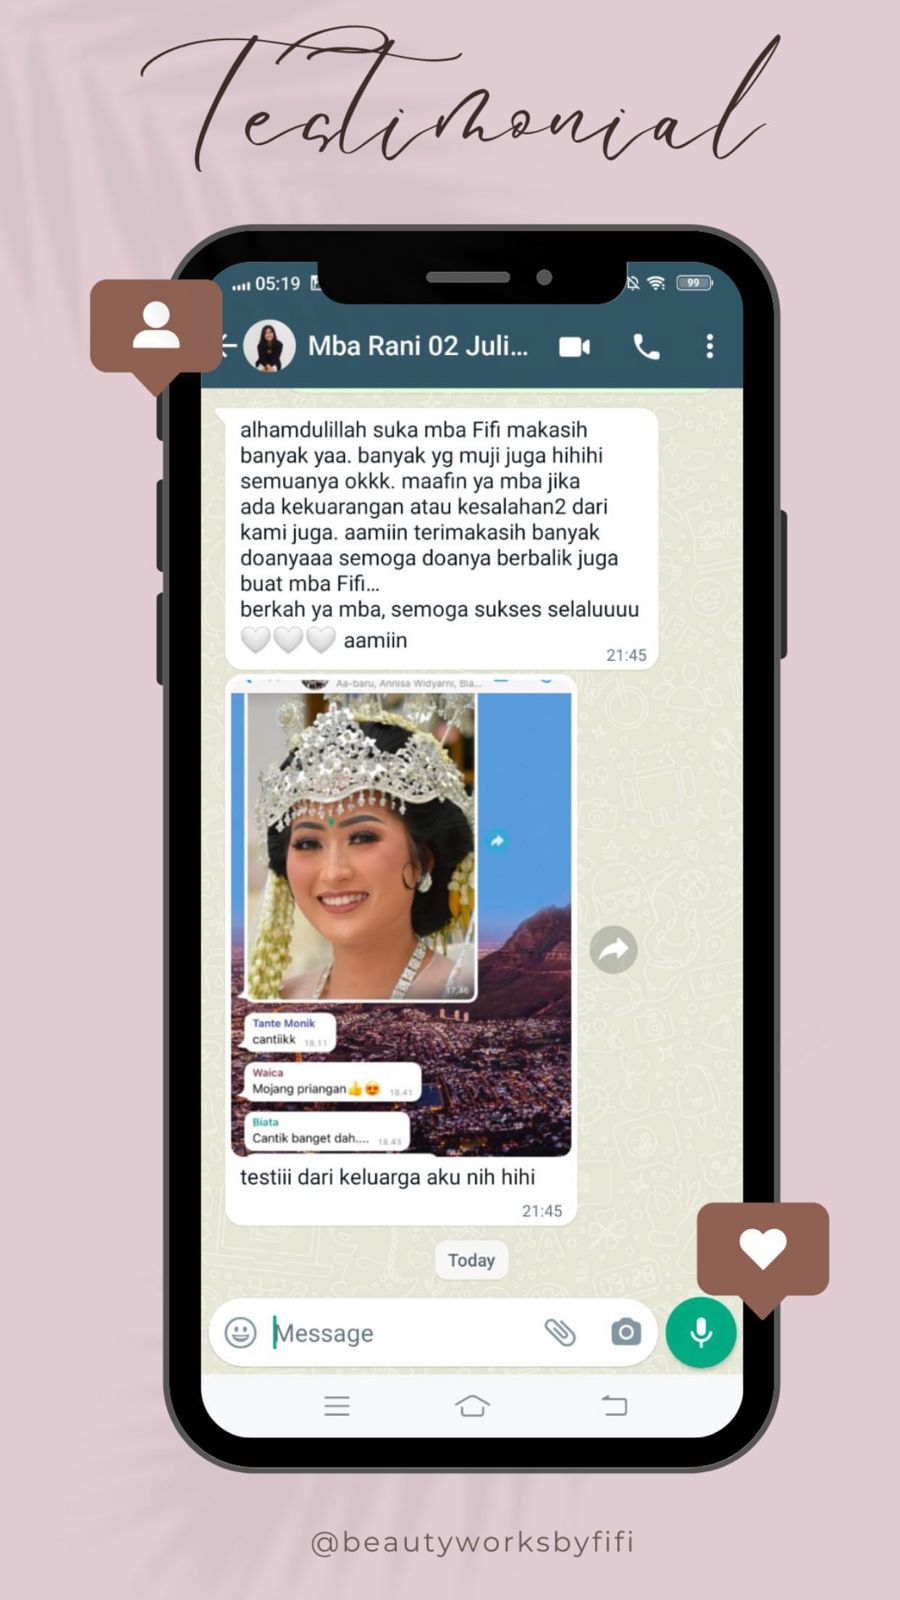 Testimonial
05:19
99
Mba Rani 02 Juli...
alhamdulillah suka mba Fifi makasih
banyak yaa. banyak yg muji juga hihihi
semuanya okkk. maafin ya mba jika
ada kekuarangan atau kesalahan2 dari
kami juga. aamiin terimakasih banyak
doanyaaa semoga doanya berbalik juga
buat mba Fifi...
berkah ya mba, semoga sukses selaluuuu
🤍🤍🤍 aamiin
21:45
Aa-baru, Annisa Widyarni, Bia...
17.46
Tante Monik
cantiikk 18.11
Waica
Mojang priangan👍😍 18.41
Biata
Cantik banget dah.... 18.43
testiii dari keluarga aku nih hihi
21:45
Today
Message
@beautyworksbyfifi